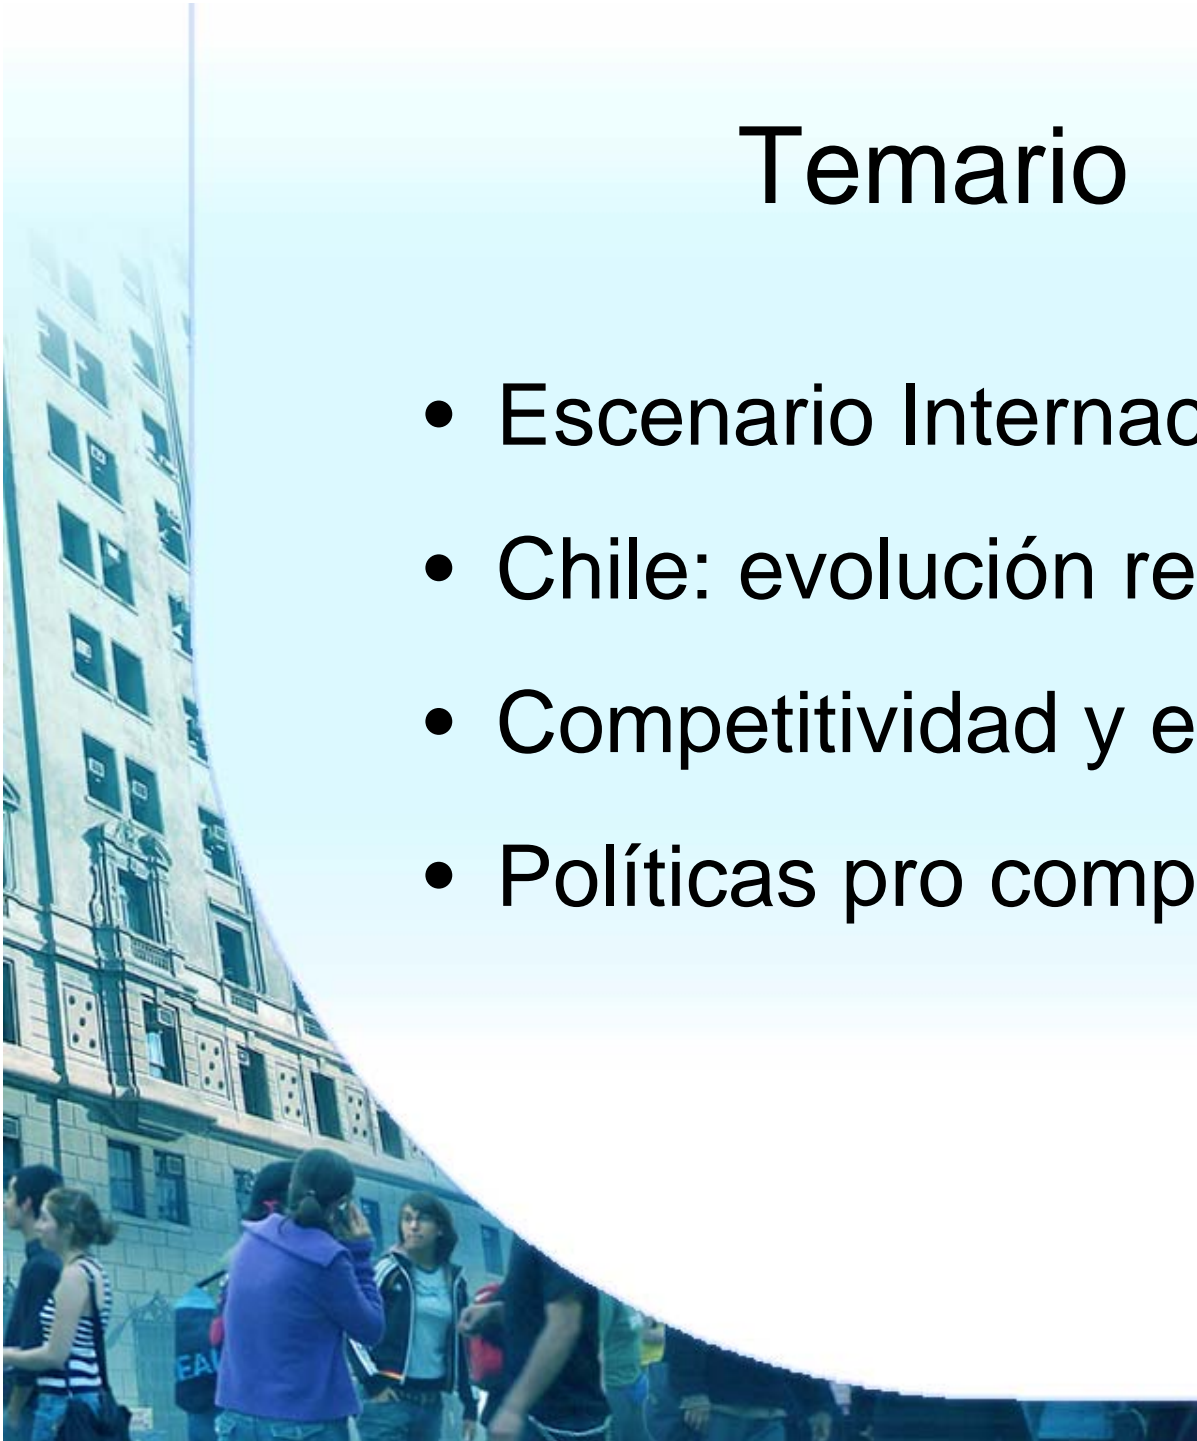 Temario
• Escenario Internac
• Chile: evolución re
• Competitividad y e
• Políticas pro comp